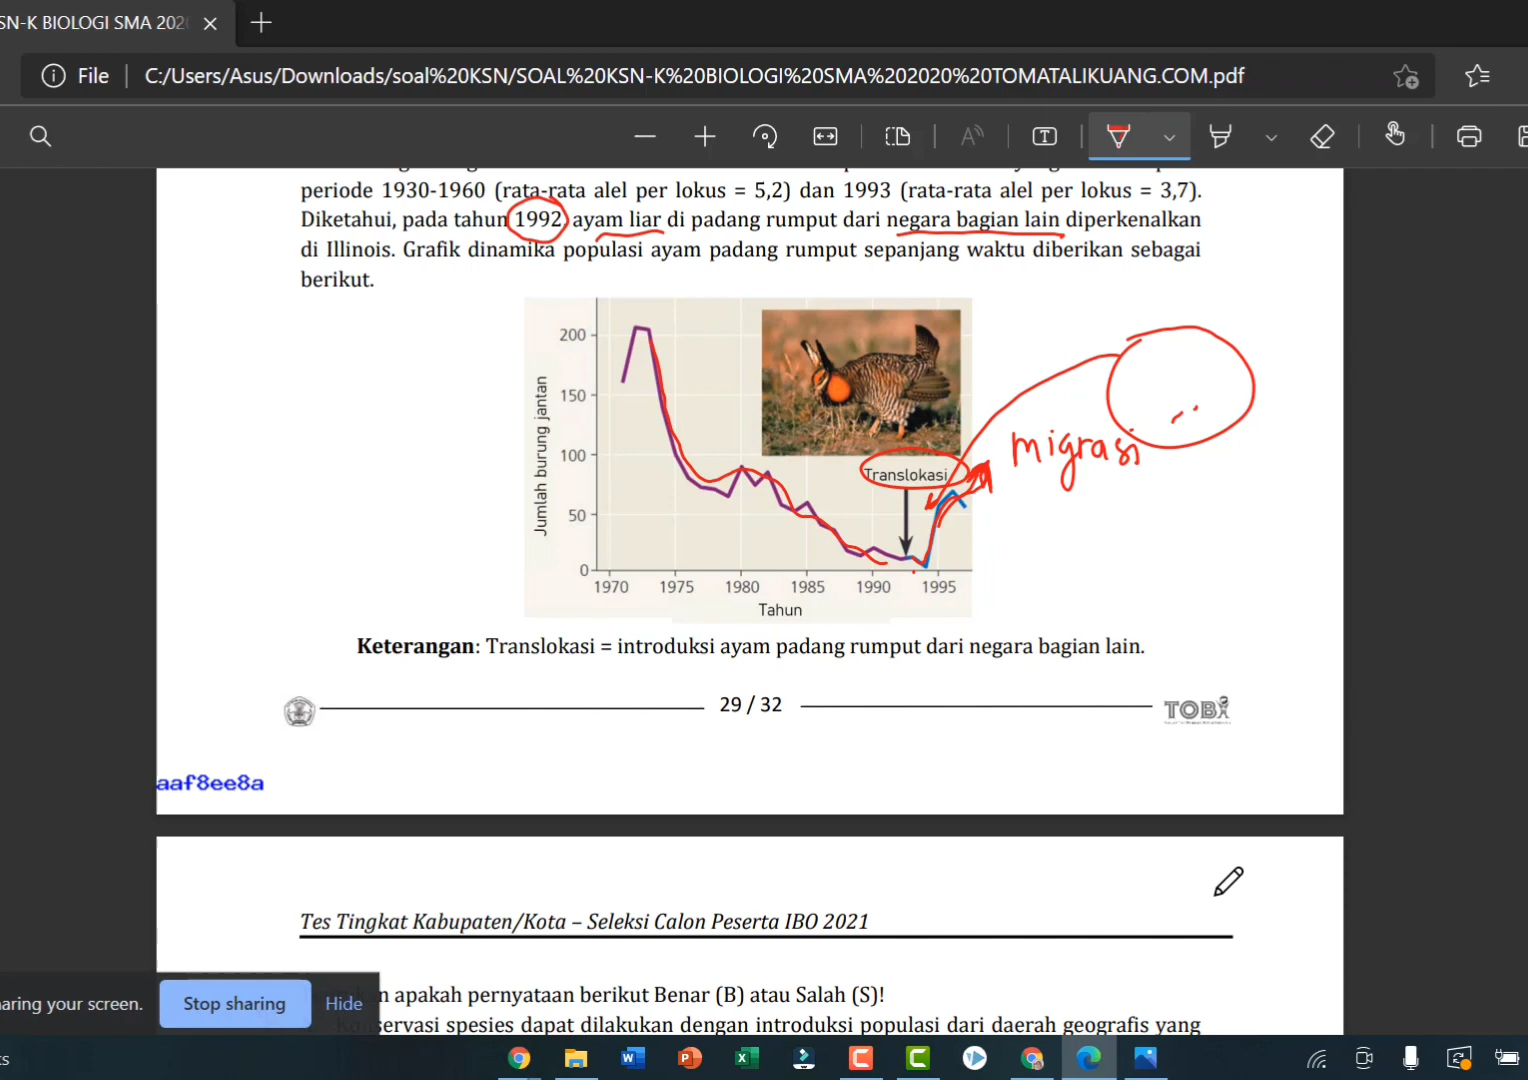 SN-K BIOLOGI SMA 202
File
C:/Users/Asus/Downloads/soal%20KSN/SOAL%20KSN-K%20BIOLOGI%20SMA%202020%20TOMATALIKUANG.COM.pdf
periode 1930-1960 (rata-rata alel per lokus = 5,2) dan 1993 (rata-rata alel per lokus = 3,7).
Diketahui, pada tahun 1992, ayam liar di padang rumput dari negara bagian lain diperkenalkan
di Illinois. Grafik dinamika populasi ayam padang rumput sepanjang waktu diberikan sebagai
berikut.
200
150
100
50
0
Jumlah burung jantan
Translokasi
migrasi
1970 1975 1980 1985 1990 1995
Tahun
Keterangan: Translokasi = introduksi ayam padang rumput dari negara bagian lain.
29 / 32
TOBI
aaf8ee8a
Tes Tingkat Kabupaten/Kota – Seleksi Calon Peserta IBO 2021
apakah pernyataan berikut Benar (B) atau Salah (S)!
Konservasi spesies dapat dilakukan dengan introduksi populasi dari daerah geografis yang
aring your screen.
Stop sharing
Hide